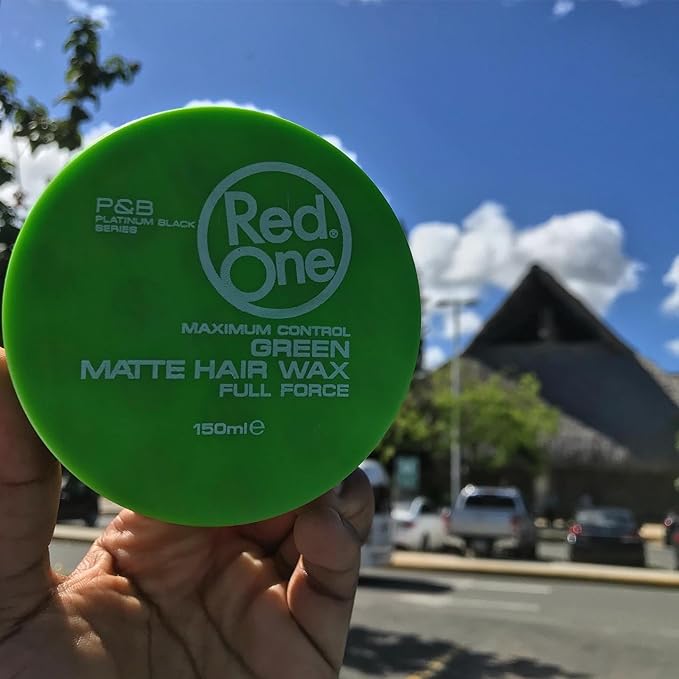 P&B
PLATINUM BLACK
SERIES
Red®
One
MAXIMUM CONTROL
GREEN
MATTE HAIR WAX
FULL FORCE
150ml℮